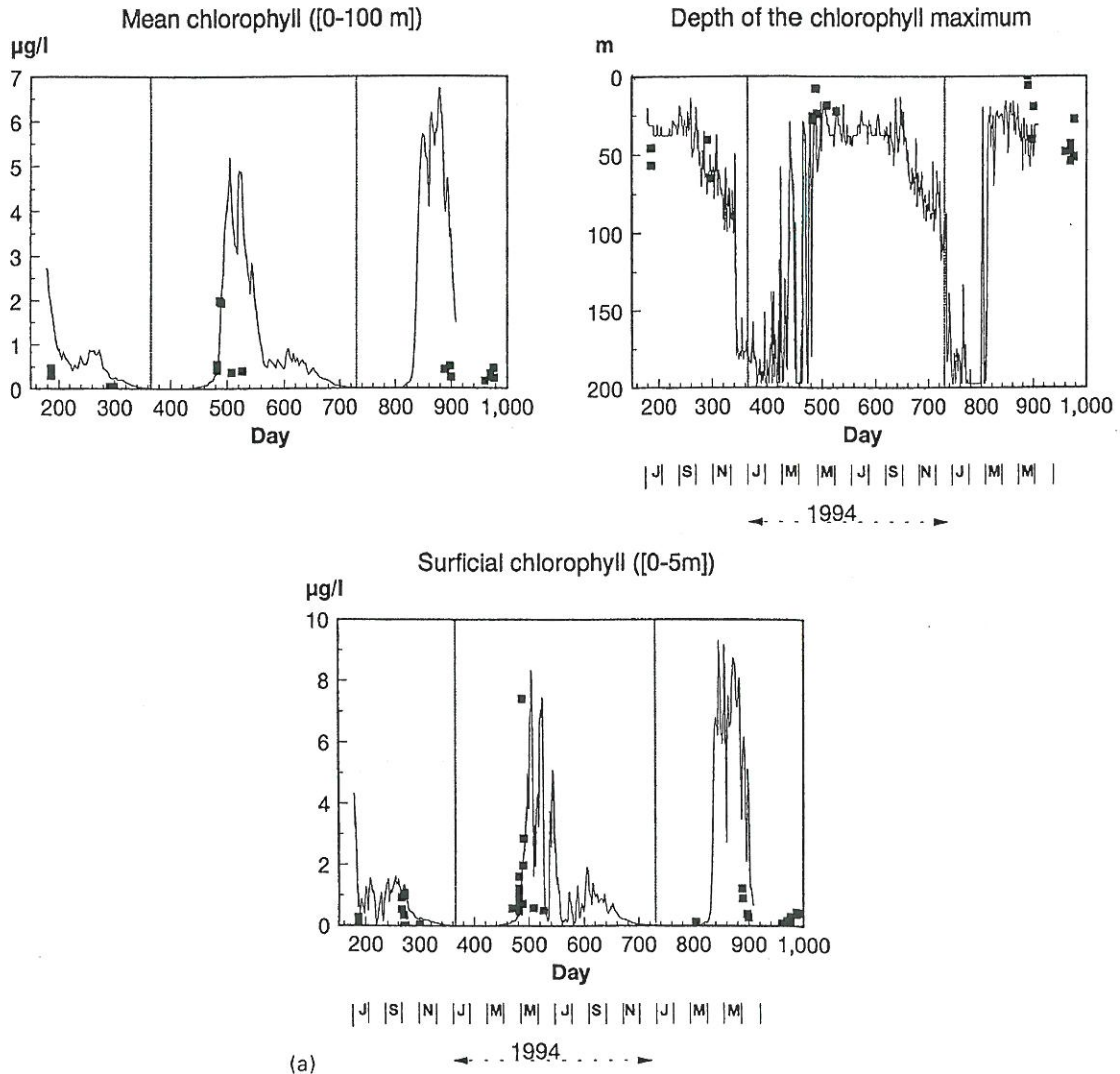 Mean chlorophyll ([0-100 m])
µg/l
7
6
5
4
3
2
1
0
200 300 400 500 600 700 800 900 1,000
Day
Depth of the chlorophyll maximum
m
0
50
100
150
200
200 300 400 500 600 700 800 900 1,000
Day
|J| |S| |N| |J| |M| |M| |J| |S| |N| |J| |M| |M| |
1994
Surficial chlorophyll ([0-5m])
µg/l
10
8
6
4
2
0
200 300 400 500 600 700 800 900 1,000
Day
|J| |S| |N| |J| |M| |M| |J| |S| |N| |J| |M| |M| |
1994
(a)